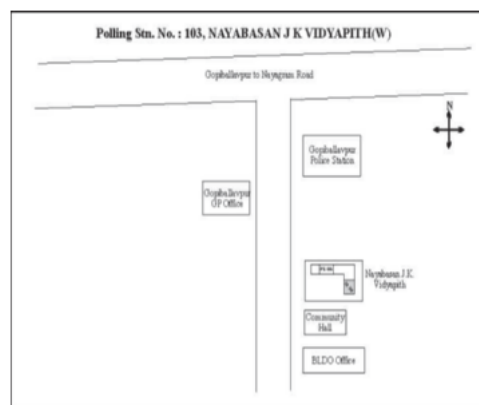 Polling Stn. No. : 103, NAYABASAN J K VIDYAPITH(W)
Gopiballavpur to Nayagram Road
N
Gopiballavpur
Police Station
Gopiballavpur
GP Office
Nayabasan J.K.
Vidyapith
Community
Hall
BLDO Office